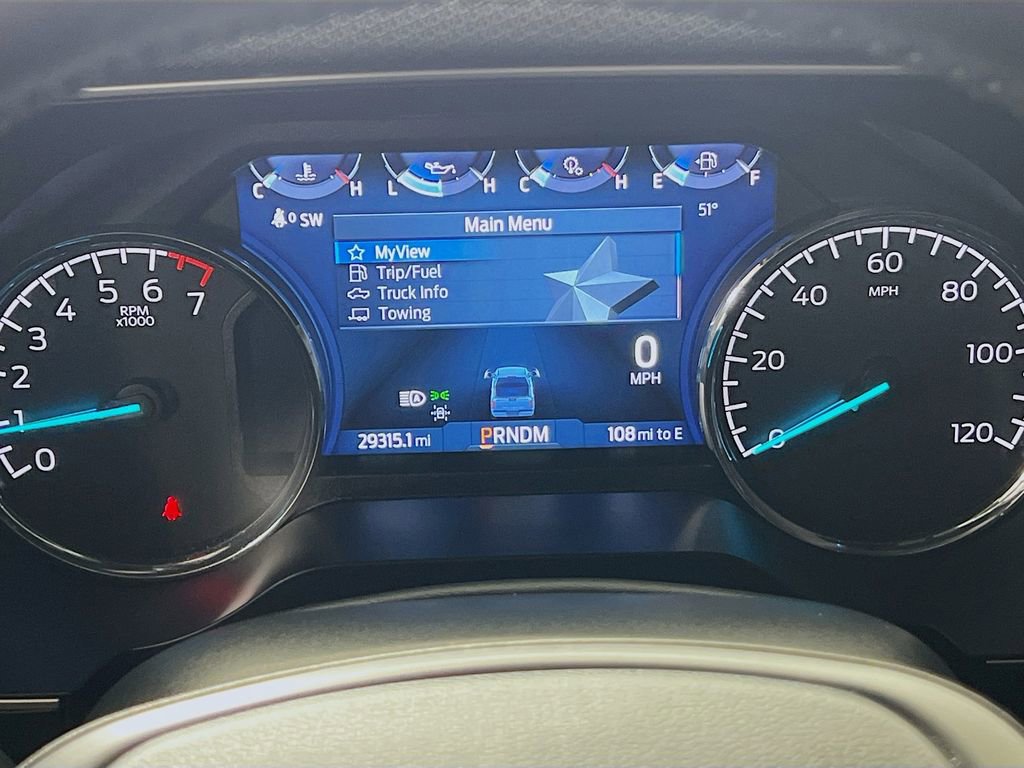 C H
L H
C H
E F
0 SW
51°
Main Menu
MyView
Trip/Fuel
Truck Info
Towing
0
MPH
A
29315.1 mi
PRNDM
108 mi to E
0
1
2
3
4
5
6
7
RPM
x1000
0
20
40
60
80
100
120
MPH